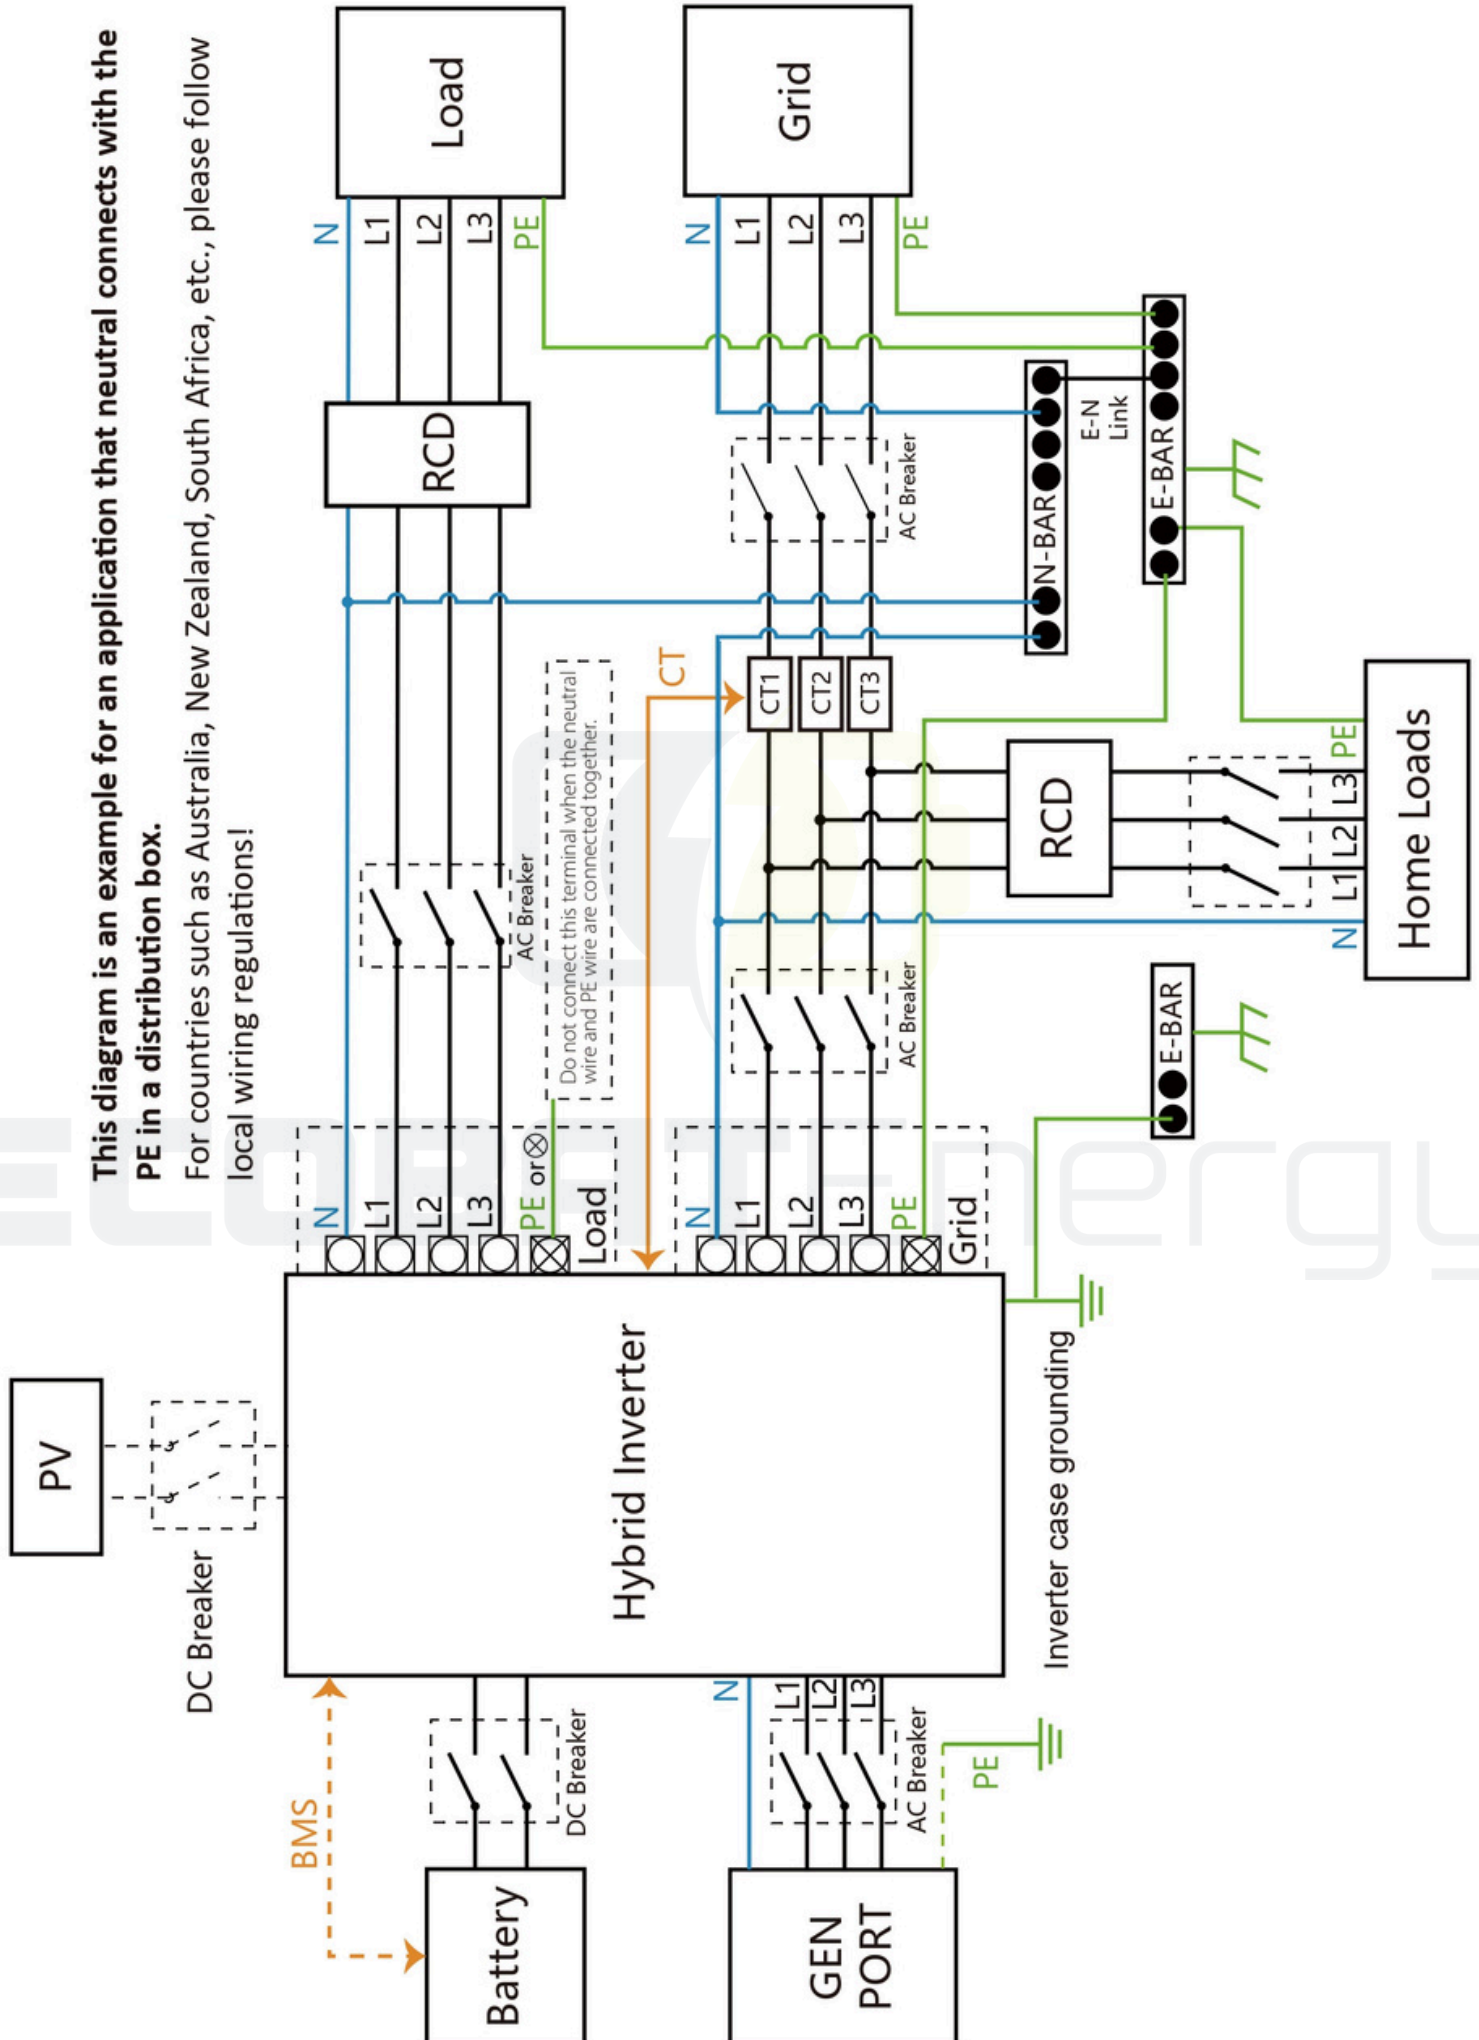 This diagram is an example for an application that neutral connects with the
PE in a distribution box.
For countries such as Australia, New Zealand, South Africa, etc., please follow
local wiring regulations!
PV
DC Breaker
BMS
Battery
DC Breaker
GEN
PORT
N
L1
L2
L3
AC Breaker
PE
Hybrid Inverter
Inverter case grounding
N
L1
L2
L3
PE or
Load
AC Breaker
Do not connect this terminal when the neutral
wire and PE wire are connected together.
RCD
N
L1
L2
L3
PE
Load
CT
N
L1
L2
L3
PE
Grid
AC Breaker
CT1
CT2
CT3
AC Breaker
N
L1
L2
L3
PE
Grid
N-BAR
E-N
Link
E-BAR
E-BAR
RCD
N
L1
L2
L3
PE
Home Loads
ECOBATEnergy